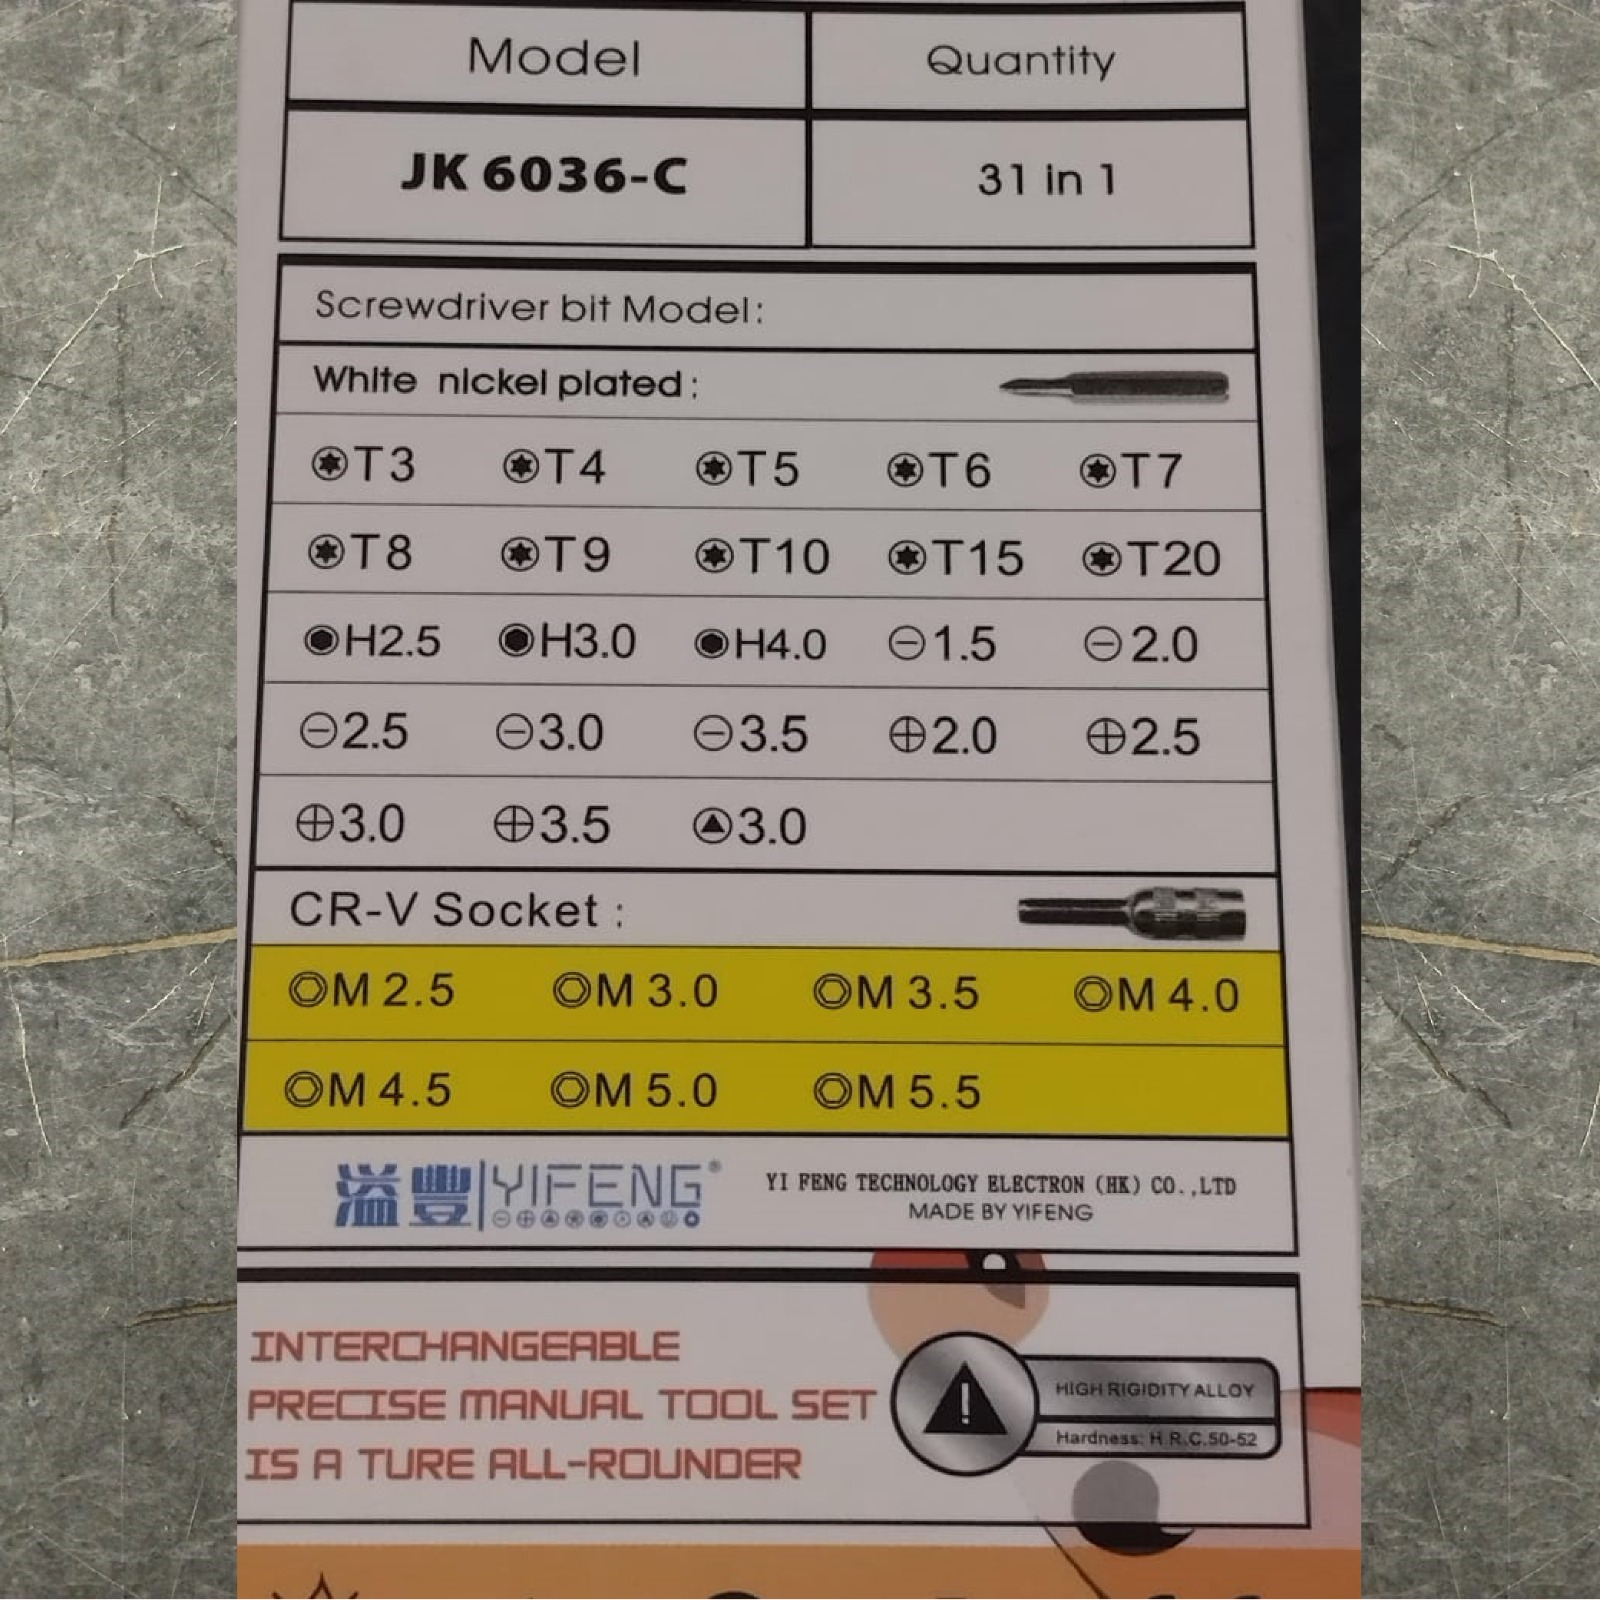 Model Quantity
JK 6036-C 31 in 1
Screwdriver bit Model:
White nickel plated:
T3 T4 T5 T6 T7
T8 T9 T10 T15 T20
H2.5 H3.0 H4.0 1.5 2.0
2.5 3.0 3.5 2.0 2.5
3.0 3.5 3.0
CR-V Socket:
M 2.5 M 3.0 M 3.5 M 4.0
M 4.5 M 5.0 M 5.5
YIFENG® YI FENG TECHNOLOGY ELECTRON (HK) CO.,LTD
MADE BY YIFENG
INTERCHANGEABLE
PRECISE MANUAL TOOL SET
IS A TURE ALL-ROUNDER
HIGH RIGIDITY ALLOY
Hardness: H.R.C.50-52